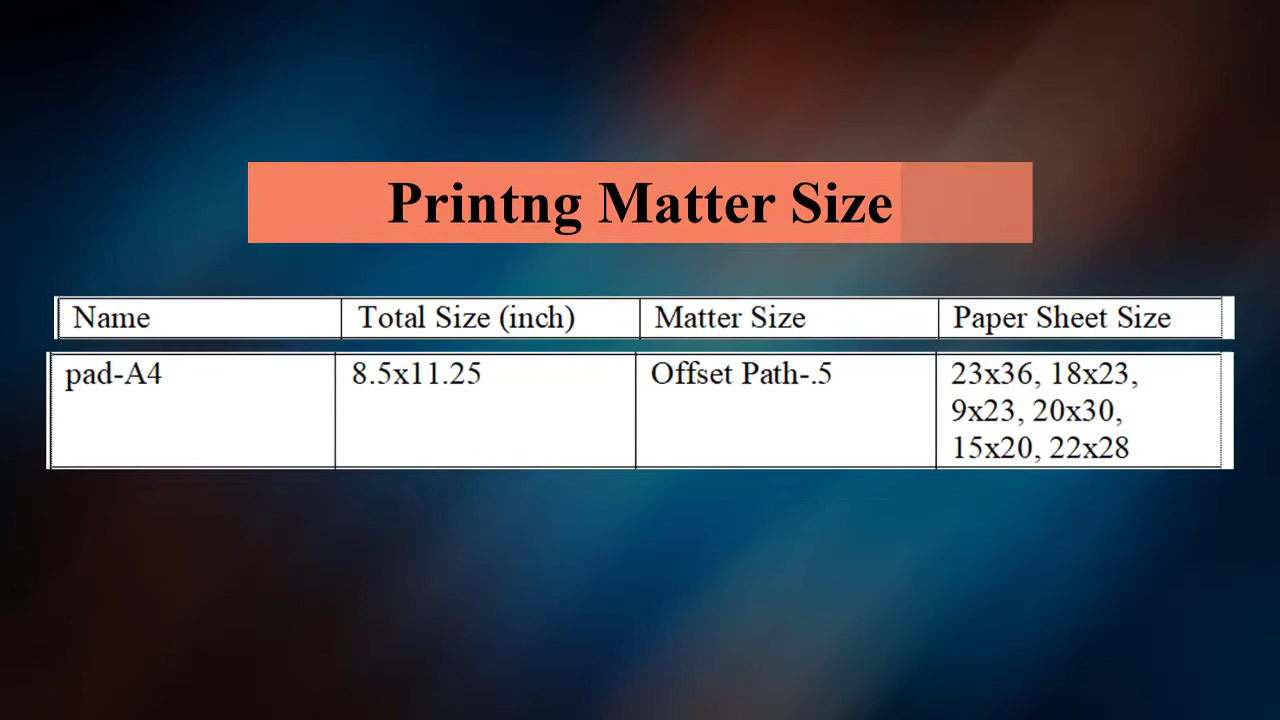 Printng Matter Size
Name Total Size (inch) Matter Size Paper Sheet Size
pad-A4 8.5x11.25 Offset Path-.5 23x36, 18x23,
9x23, 20x30,
15x20, 22x28